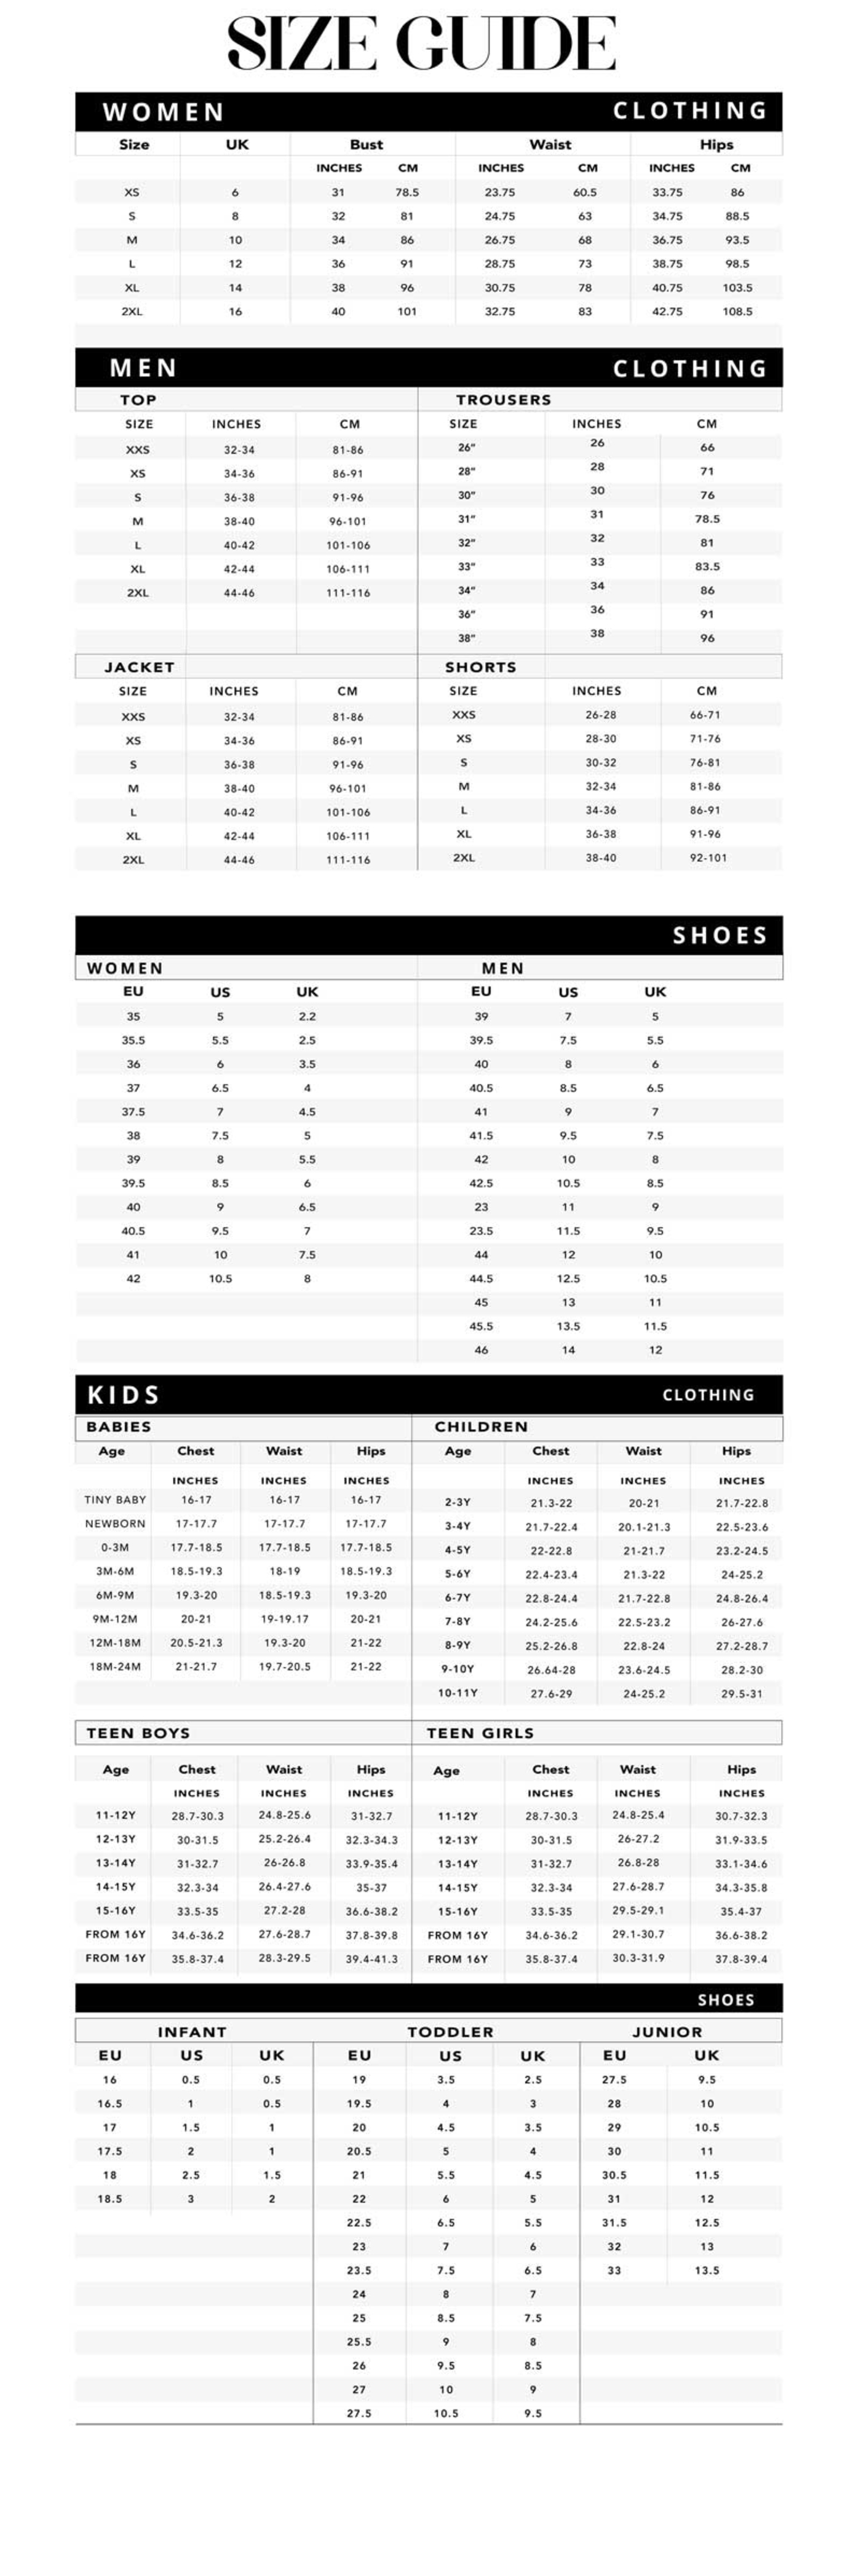 SIZE GUIDE
WOMEN CLOTHING
Size UK Bust Waist Hips
INCHES CM INCHES CM INCHES CM
XS 6 31 78.5 23.75 60.5 33.75 86
S 8 32 81 24.75 63 34.75 88.5
M 10 34 86 26.75 68 36.75 93.5
L 12 36 91 28.75 73 38.75 98.5
XL 14 38 96 30.75 78 40.75 103.5
2XL 16 40 101 32.75 83 42.75 108.5
MEN CLOTHING
TOP TROUSERS
SIZE INCHES CM SIZE INCHES CM
XXS 32-34 81-86 26" 26 66
XS 34-36 86-91 28" 28 71
S 36-38 91-96 30" 30 76
M 38-40 96-101 31" 31 78.5
L 40-42 101-106 32" 32 81
XL 42-44 106-111 33" 33 83.5
2XL 44-46 111-116 34" 34 86
36" 36 91
38" 38 96
JACKET SHORTS
SIZE INCHES CM SIZE INCHES CM
XXS 32-34 81-86 XXS 26-28 66-71
XS 34-36 86-91 XS 28-30 71-76
S 36-38 91-96 S 30-32 76-81
M 38-40 96-101 M 32-34 81-86
L 40-42 101-106 L 34-36 86-91
XL 42-44 106-111 XL 36-38 91-96
2XL 44-46 111-116 2XL 38-40 92-101
SHOES
WOMEN MEN
EU US UK EU US UK
35 5 2.2 39 7 5
35.5 5.5 2.5 39.5 7.5 5.5
36 6 3.5 40 8 6
37 6.5 4 40.5 8.5 6.5
37.5 7 4.5 41 9 7
38 7.5 5 41.5 9.5 7.5
39 8 5.5 42 10 8
39.5 8.5 6 42.5 10.5 8.5
40 9 6.5 23 11 9
40.5 9.5 7 23.5 11.5 9.5
41 10 7.5 44 12 10
42 10.5 8 44.5 12.5 10.5
45 13 11
45.5 13.5 11.5
46 14 12
KIDS CLOTHING
BABIES CHILDREN
Age Chest Waist Hips Age Chest Waist Hips
INCHES INCHES INCHES INCHES INCHES INCHES
TINY BABY 16-17 16-17 16-17 2-3Y 21.3-22 20-21 21.7-22.8
NEWBORN 17-17.7 17-17.7 17-17.7 3-4Y 21.7-22.4 20.1-21.3 22.5-23.6
0-3M 17.7-18.5 17.7-18.5 17.7-18.5 4-5Y 22-22.8 21-21.7 23.2-24.5
3M-6M 18.5-19.3 18-19 18.5-19.3 5-6Y 22.4-23.4 21.3-22 24-25.2
6M-9M 19.3-20 18.5-19.3 19.3-20 6-7Y 22.8-24.4 21.7-22.8 24.8-26.4
9M-12M 20-21 19-19.17 20-21 7-8Y 24.2-25.6 22.5-23.2 26-27.6
12M-18M 20.5-21.3 19.3-20 21-22 8-9Y 25.2-26.8 22.8-24 27.2-28.7
18M-24M 21-21.7 19.7-20.5 21-22 9-10Y 26.64-28 23.6-24.5 28.2-30
10-11Y 27.6-29 24-25.2 29.5-31
TEEN BOYS TEEN GIRLS
Age Chest Waist Hips Age Chest Waist Hips
INCHES INCHES INCHES INCHES INCHES INCHES
11-12Y 28.7-30.3 24.8-25.6 31-32.7 11-12Y 28.7-30.3 24.8-25.4 30.7-32.3
12-13Y 30-31.5 25.2-26.4 32.3-34.3 12-13Y 30-31.5 26-27.2 31.9-33.5
13-14Y 31-32.7 26-26.8 33.9-35.4 13-14Y 31-32.7 26.8-28 33.1-34.6
14-15Y 32.3-34 26.4-27.6 35-37 14-15Y 32.3-34 27.6-28.7 34.3-35.8
15-16Y 33.5-35 27.2-28 36.6-38.2 15-16Y 33.5-35 29.5-29.1 35.4-37
FROM 16Y 34.6-36.2 27.6-28.7 37.8-39.8 FROM 16Y 34.6-36.2 29.1-30.7 36.6-38.2
FROM 16Y 35.8-37.4 28.3-29.5 39.4-41.3 FROM 16Y 35.8-37.4 30.3-31.9 37.8-39.4
SHOES
INFANT TODDLER JUNIOR
EU US UK EU US UK EU UK
16 0.5 0.5 19 3.5 2.5 27.5 9.5
16.5 1 0.5 19.5 4 3 28 10
17 1.5 1 20 4.5 3.5 29 10.5
17.5 2 1 20.5 5 4 30 11
18 2.5 1.5 21 5.5 4.5 30.5 11.5
18.5 3 2 22 6 5 31 12
22.5 6.5 5.5 31.5 12.5
23 7 6 32 13
23.5 7.5 6.5 33 13.5
24 8 7
25 8.5 7.5
25.5 9 8
26 9.5 8.5
27 10 9
27.5 10.5 9.5